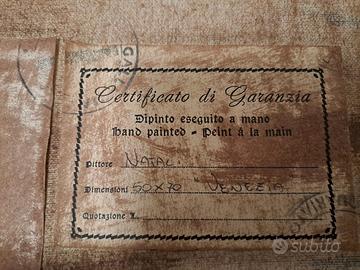 Certificato di Garanzia
Dipinto eseguito a mano
Hand painted - Peint à la main
Pittore NATAL.
Dimensioni 50X70 VENEZIA
Quotazione £.
subito